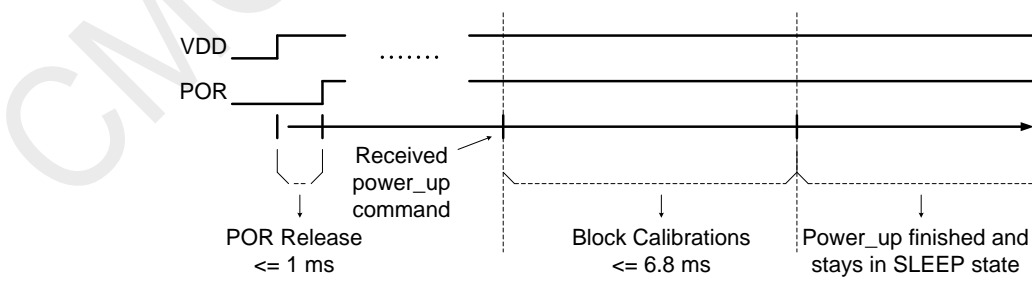 VDD
.......
POR
Received
power_up
command
POR Release
<= 1 ms
Block Calibrations
<= 6.8 ms
Power_up finished and
stays in SLEEP state